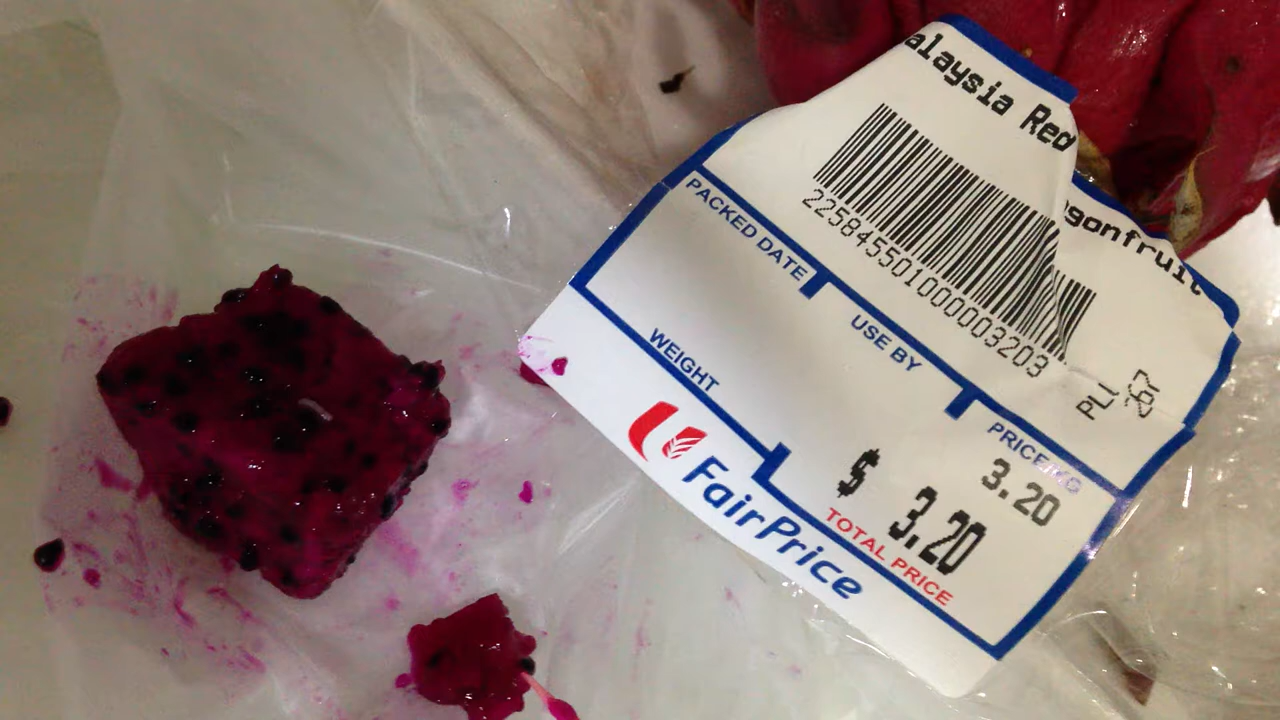 alaysia Red
gonfruit
2258455010000003203
PACKED DATE
USE BY
PLU 267
WEIGHT
PRICE/KG
3.20
$ 3.20
TOTAL PRICE
FairPrice